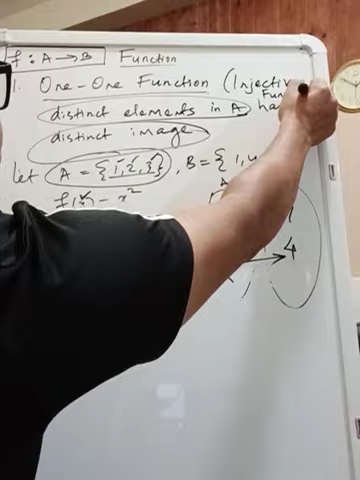 f : A → B Function
1. One-One Function (Injecti
Fun
distinct elements in A ha
distinct image
let A = {1, 2, 3}, B = {1, 4
f(x) = x²
A
4